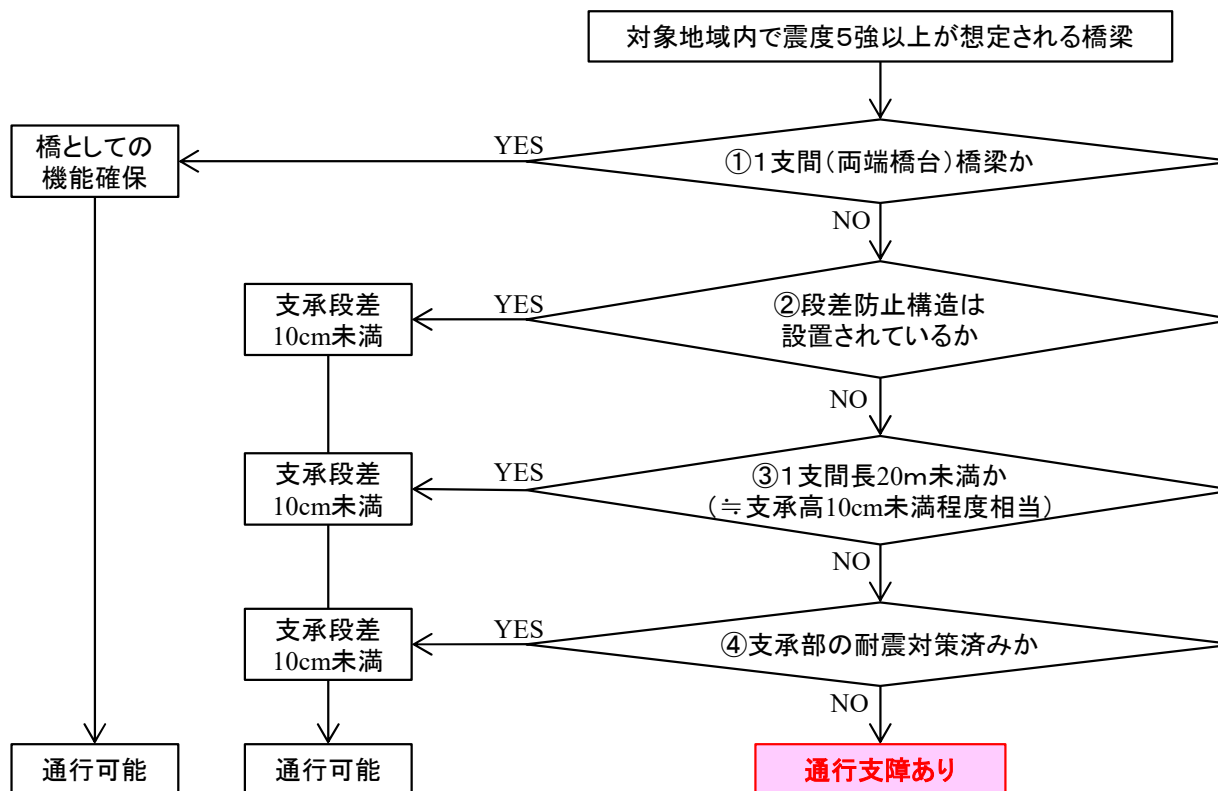 対象地域内で震度5強以上が想定される橋梁
橋としての
機能確保
YES
①1支間(両端橋台)橋梁か
NO
支承段差
10cm未満
YES
②段差防止構造は
設置されているか
NO
支承段差
10cm未満
YES
③1支間長20m未満か
(≒支承高10cm未満程度相当)
NO
支承段差
10cm未満
YES
④支承部の耐震対策済みか
NO
通行可能
通行可能
通行支障あり